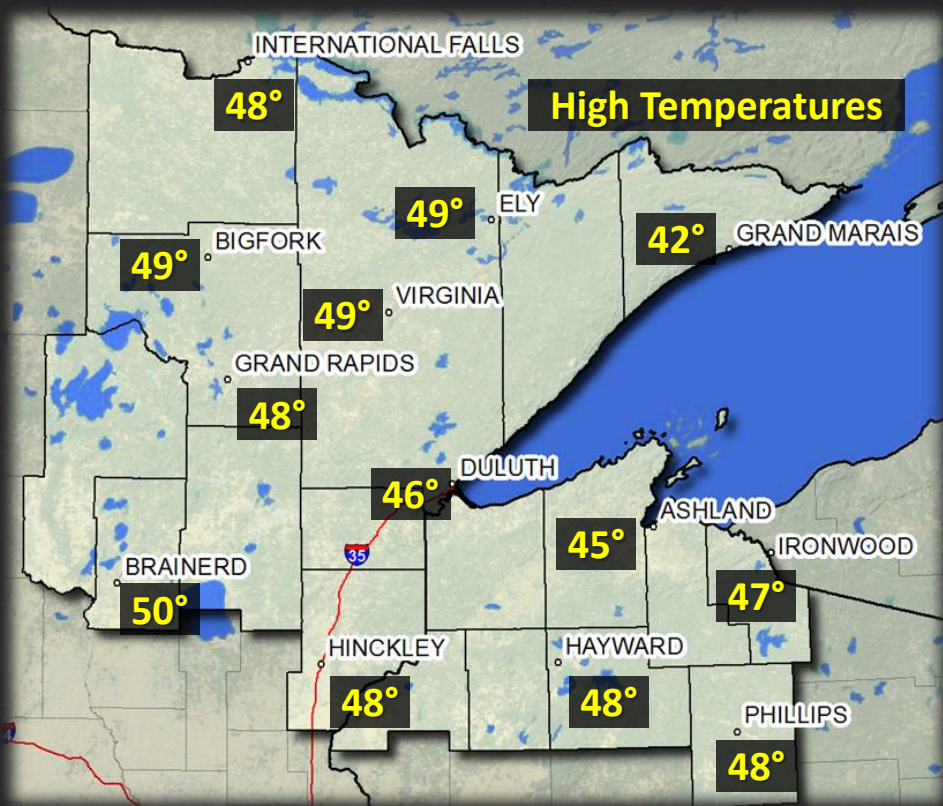 INTERNATIONAL FALLS
48°
High Temperatures
49°
ELY
42°
GRAND MARAIS
BIGFORK
49°
VIRGINIA
49°
GRAND RAPIDS
48°
DULUTH
46°
ASHLAND
45°
35
IRONWOOD
BRAINERD
50°
47°
HINCKLEY
48°
HAYWARD
48°
PHILLIPS
48°
4